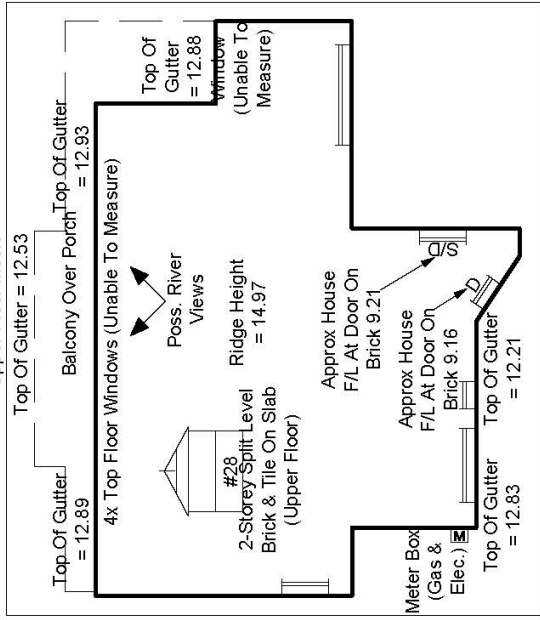 Top Of Gutter = 12.53
Top Of Gutter
= 12.89
Balcony Over Porch
Top Of Gutter
= 12.93
Top Of
Gutter
= 12.88
4x Top Floor Windows (Unable To Measure)
Window
(Unable To
Measure)
Poss. River
Views
Ridge Height
= 14.97
#28
2-Storey Split Level
Brick & Tile On Slab
(Upper Floor)
Approx House
F/L At Door On
Brick 9.21
S/D
Approx House
F/L At Door On
Brick 9.16
D
Meter Box
(Gas &
Elec.)
M
Top Of Gutter
= 12.83
Top Of Gutter
= 12.21